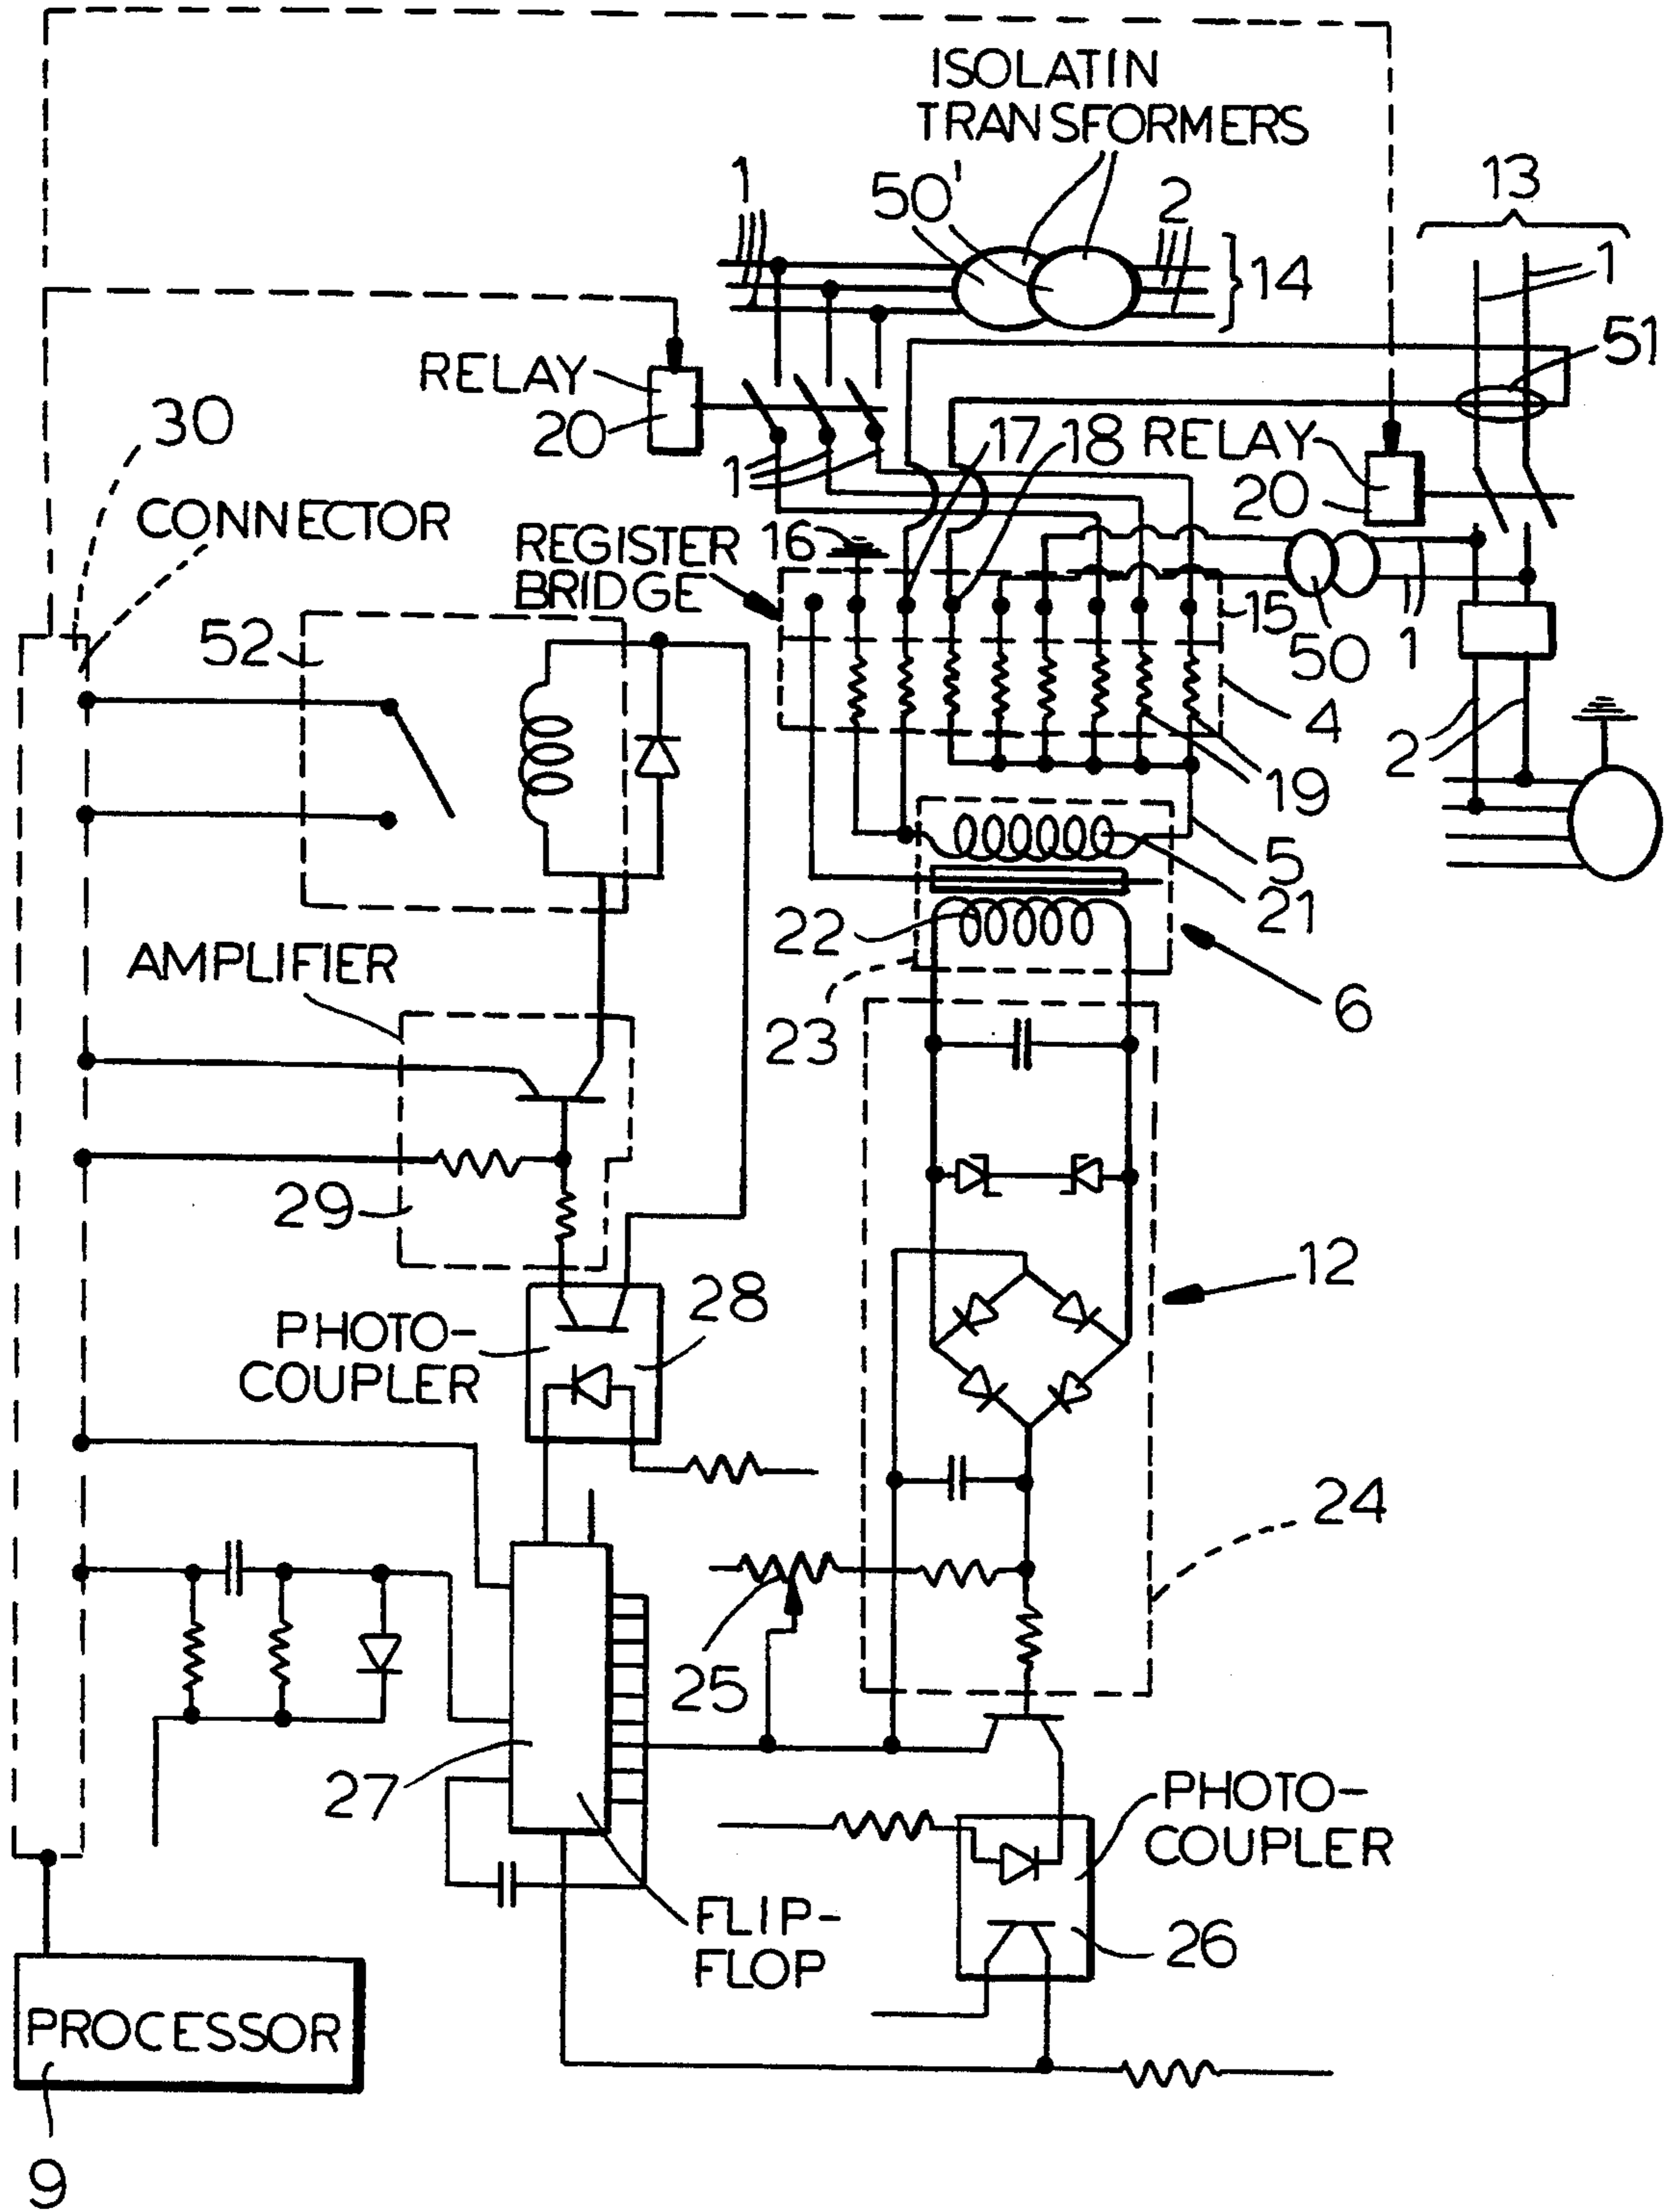 ISOLATIN
TRANSFORMERS
13
1
50'
2
14
1
51
RELAY
20
30
17
18
RELAY
1
20
CONNECTOR
16
REGISTER
BRIDGE
15
50
1
52
4
2
19
5
21
22
AMPLIFIER
6
23
29
12
28
PHOTO-
COUPLER
24
25
27
PHOTO-
COUPLER
FLIP-
FLOP
26
PROCESSOR
9